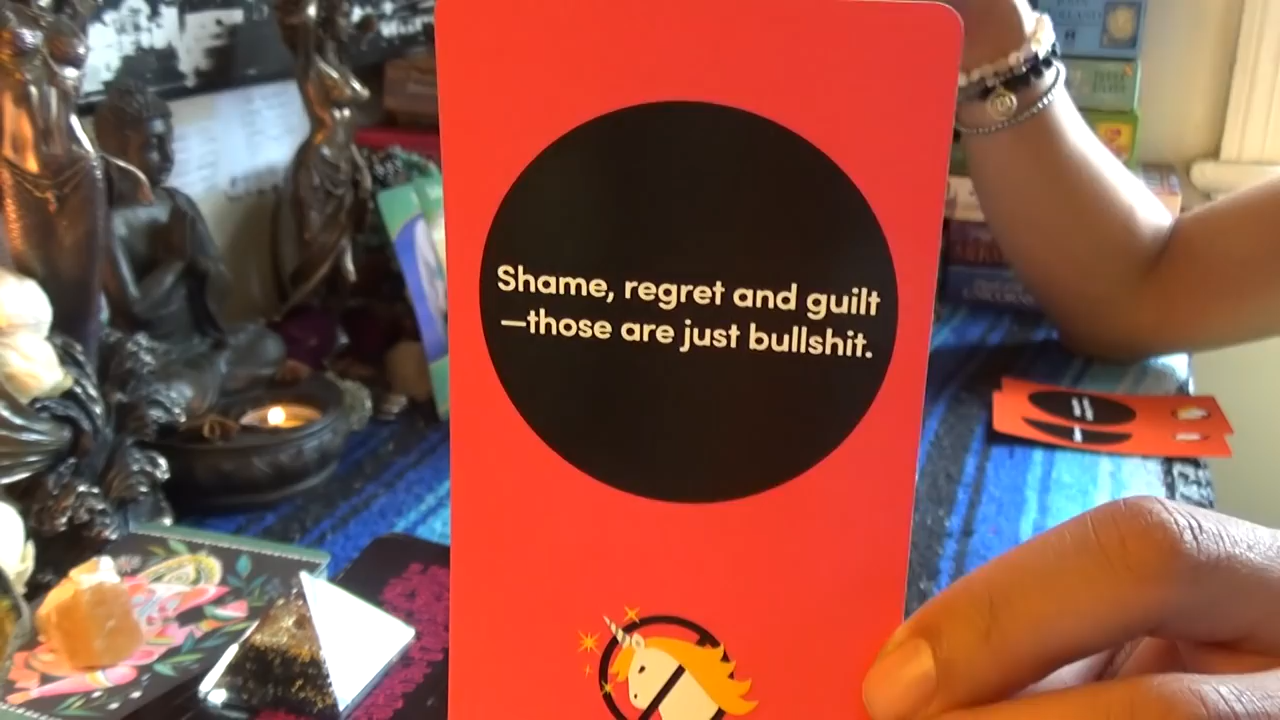 Shame, regret and guilt
—those are just bullshit.